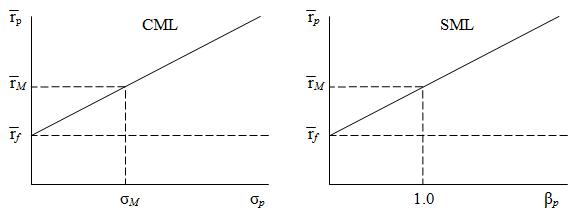 r̅p CML
r̅M
r̅f
σM σp
r̅p SML
r̅M
r̅f
1.0 βp